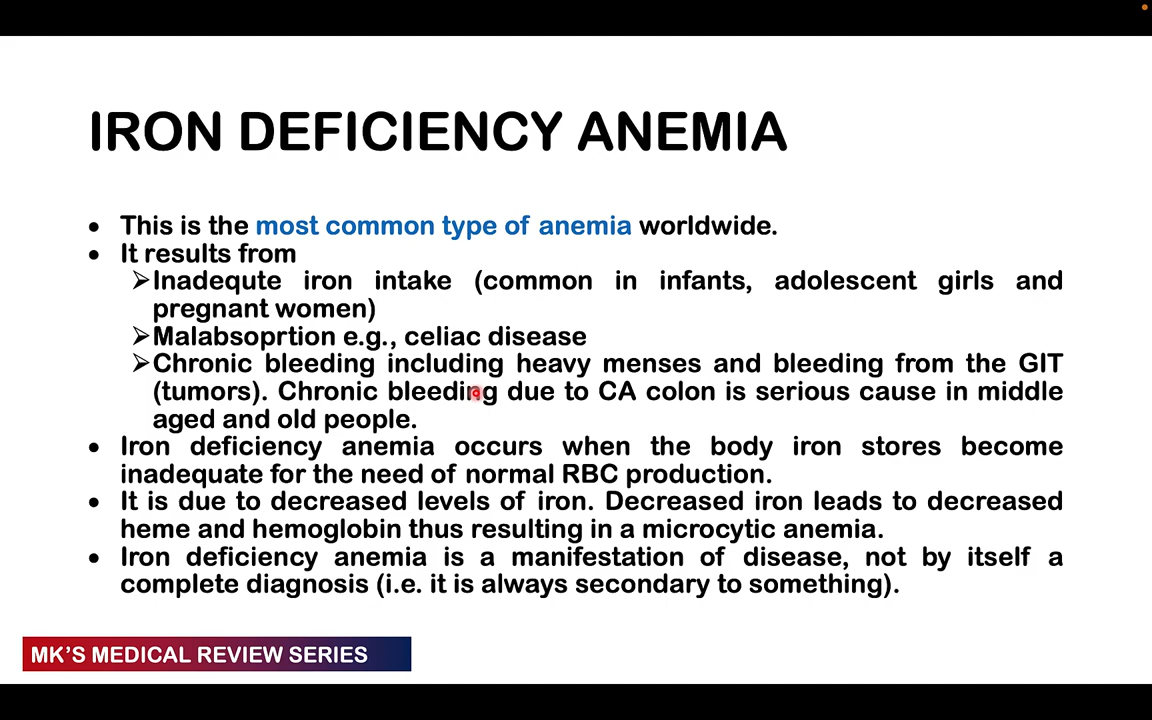 IRON DEFICIENCY ANEMIA
• This is the most common type of anemia worldwide.
• It results from
➢Inadequte iron intake (common in infants, adolescent girls and
pregnant women)
➢Malabsoprtion e.g., celiac disease
➢Chronic bleeding including heavy menses and bleeding from the GIT
(tumors). Chronic bleeding due to CA colon is serious cause in middle
aged and old people.
• Iron deficiency anemia occurs when the body iron stores become
inadequate for the need of normal RBC production.
• It is due to decreased levels of iron. Decreased iron leads to decreased
heme and hemoglobin thus resulting in a microcytic anemia.
• Iron deficiency anemia is a manifestation of disease, not by itself a
complete diagnosis (i.e. it is always secondary to something).
MK'S MEDICAL REVIEW SERIES